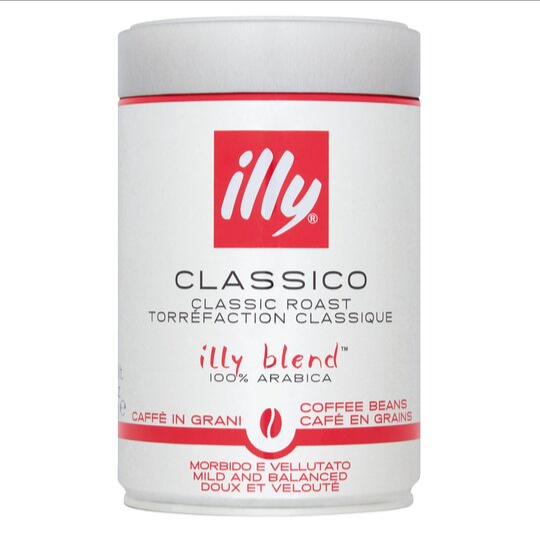 illy®
CLASSICO
CLASSIC ROAST
TORRÉFACTION CLASSIQUE
illy blend™
100% ARABICA
CAFFÈ IN GRANI
COFFEE BEANS
CAFÉ EN GRAINS
MORBIDO E VELLUTATO
MILD AND BALANCED
DOUX ET VELOUTÉ